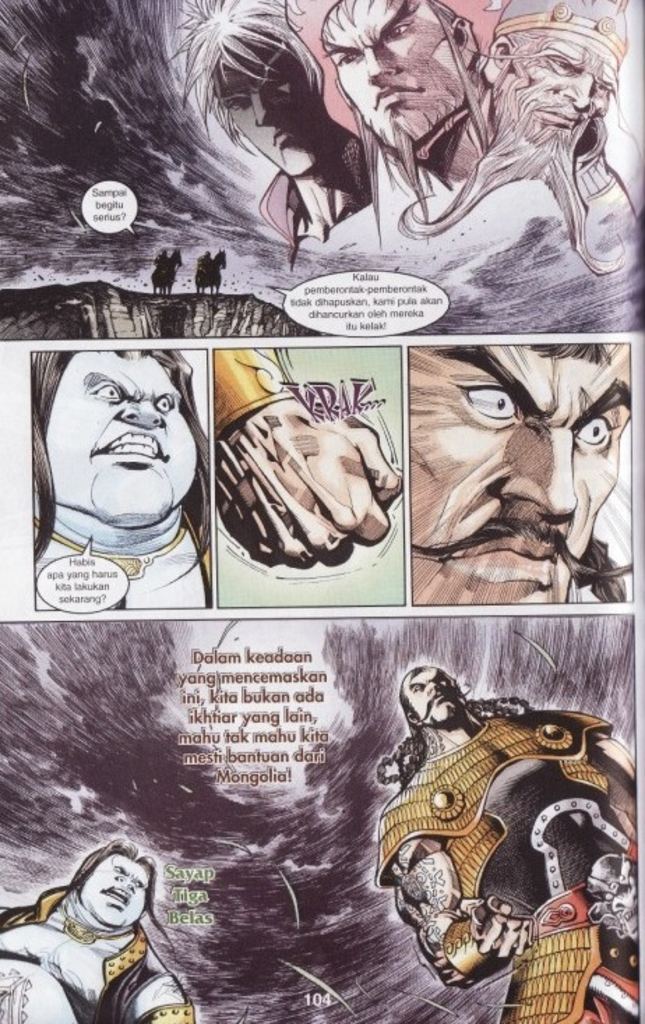 Sampai
begitu
serius?
Kalau
pemberontak-pemberontak
tidak dihapuskan, kami pula akan
dihancurkan oleh mereka
itu kelak!
KRAK...
Habis
apa yang harus
kita lakukan
sekarang?
Dalam keadaan
yang mencemaskan
ini, kita bukan ada
ikhtiar yang lain,
mahu tak mahu kita
mesti bantuan dari
Mongolia!
Sayap
Tiga
Belas
104